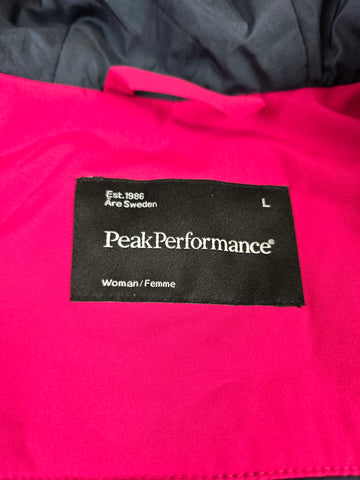 Est.1986 L
Åre Sweden
PeakPerformance®
Woman/Femme